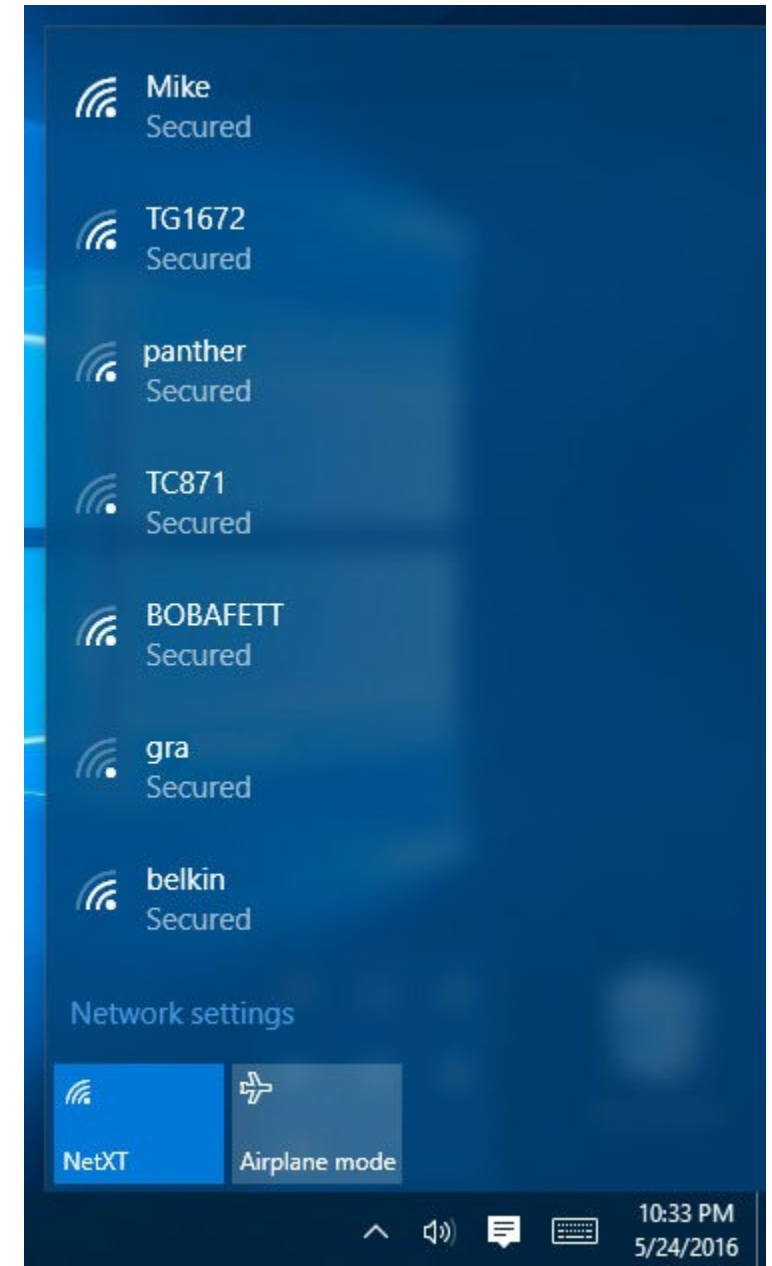 Mike
Secured
TG1672
Secured
panther
Secured
TC871
Secured
BOBAFETT
Secured
gra
Secured
belkin
Secured
Network settings
NetXT
Airplane mode
10:33 PM
5/24/2016